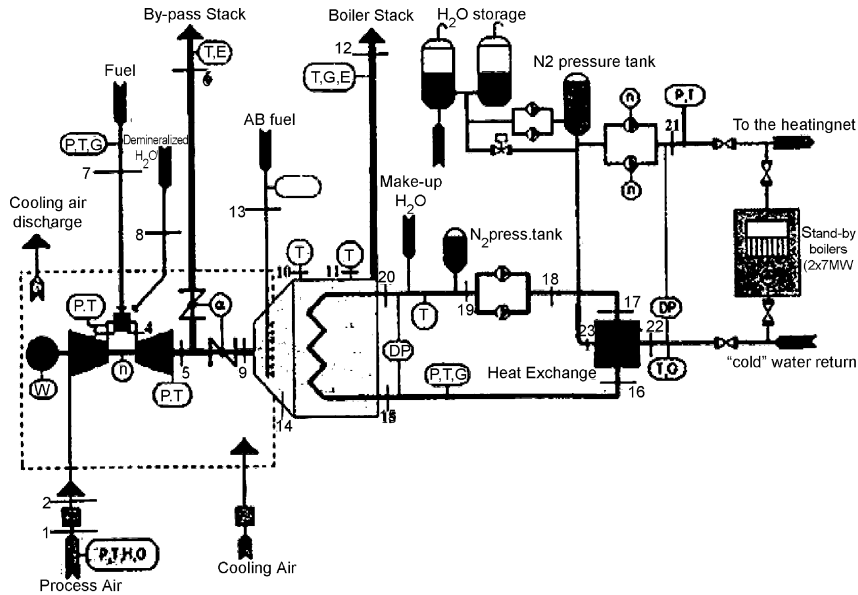 By-pass Stack
Boiler Stack
H2O storage
T,E
12
T,G,E
N2 pressure tank
Fuel
6
n
P,T
AB fuel
21
To the heatingnet
P,T,G
Demineralized
H2O
7
Make-up
H2O
n
Cooling air
discharge
13
Stand-by
boilers
(2x7MW
8
N2press.tank
T
T
10
11
20
18
19
17
P,T
α
T
DP
4
23
22
DP
W
n
5
9
"cold" water return
P.T
P,T,G
Heat Exchange
T,G
16
14
15
2
1
P,T,H,O
Cooling Air
Process Air